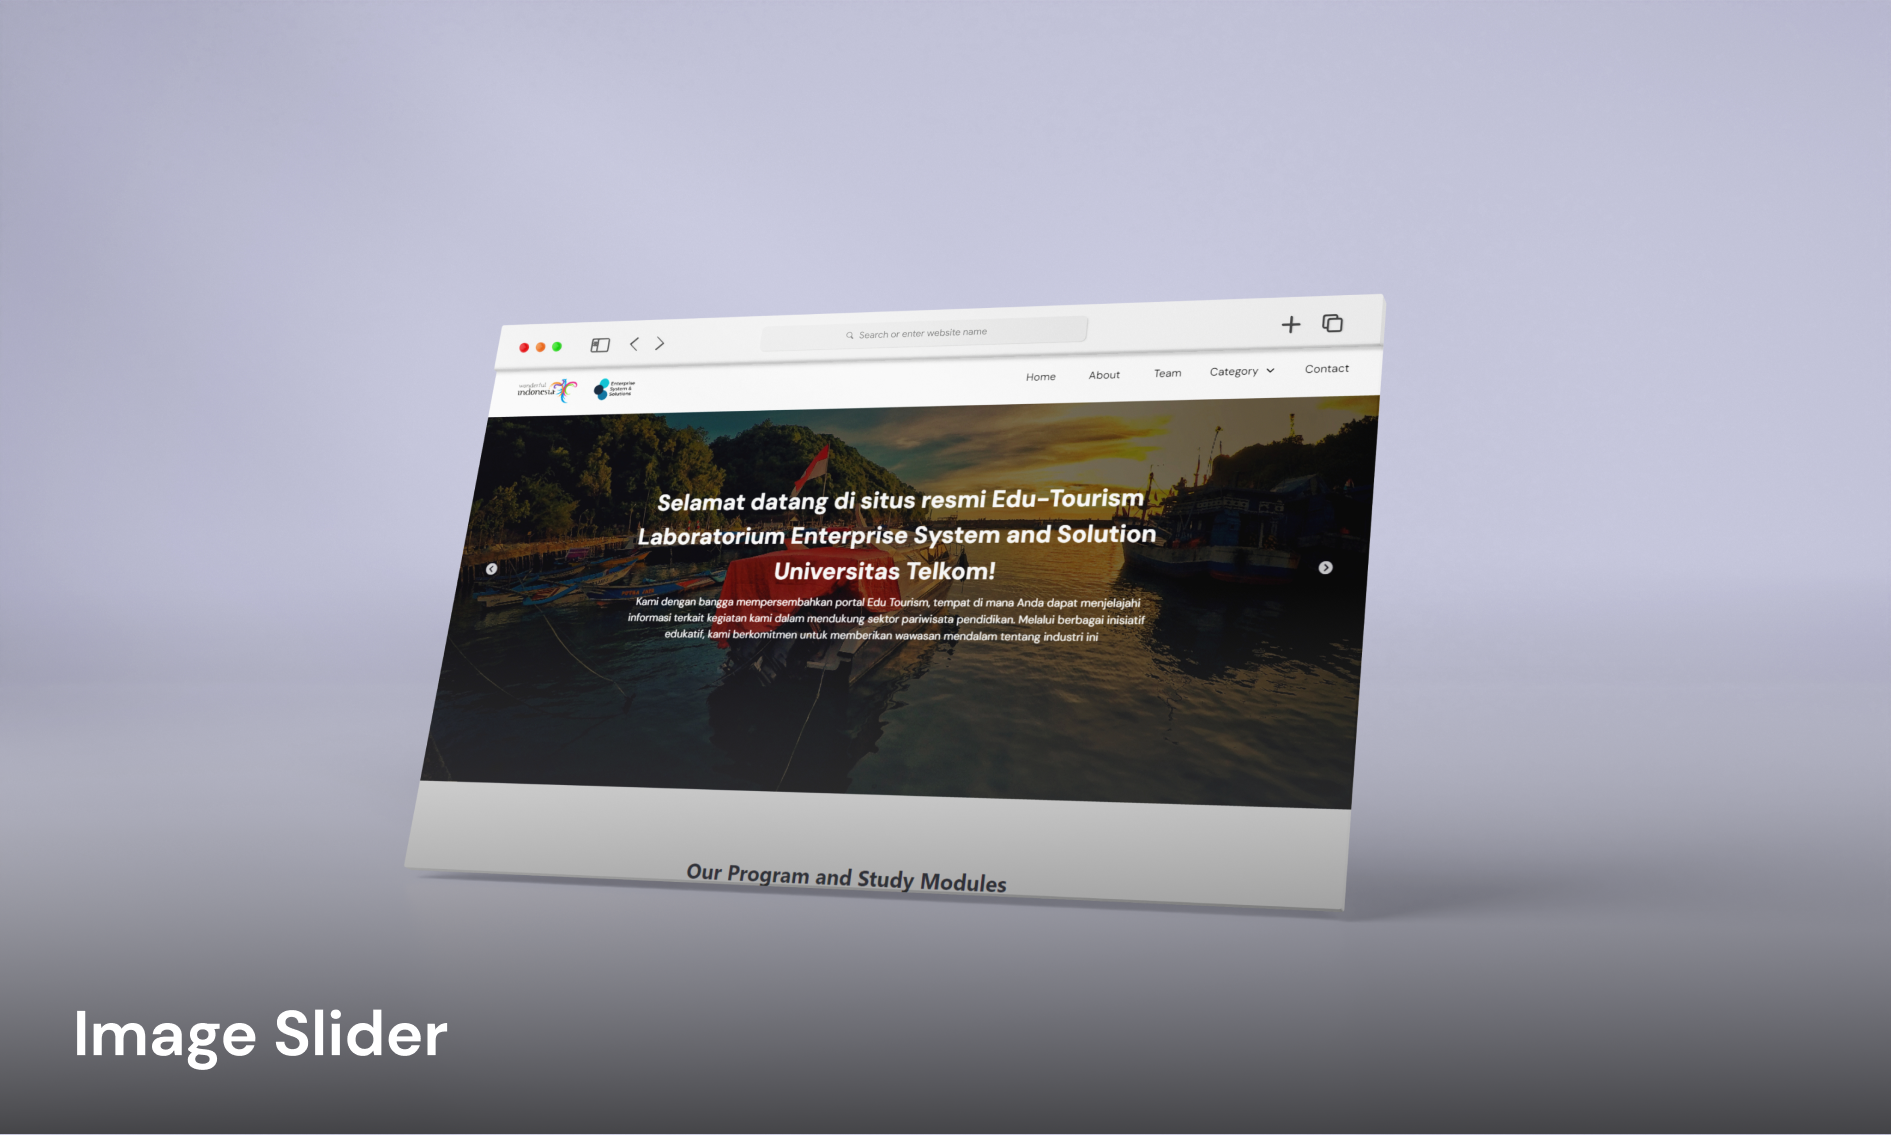 Search or enter website name
wonderful
indonesia
Enterprise
System &
Solutions
Home About Team Category Contact
Selamat datang di situs resmi Edu-Tourism
Laboratorium Enterprise System and Solution
Universitas Telkom!
Kami dengan bangga mempersembahkan portal Edu Tourism, tempat di mana Anda dapat menjelajahi
informasi terkait kegiatan kami dalam mendukung sektor pariwisata pendidikan. Melalui berbagai inisiatif
edukatif, kami berkomitmen untuk memberikan wawasan mendalam tentang industri ini
Our Program and Study Modules
Image Slider